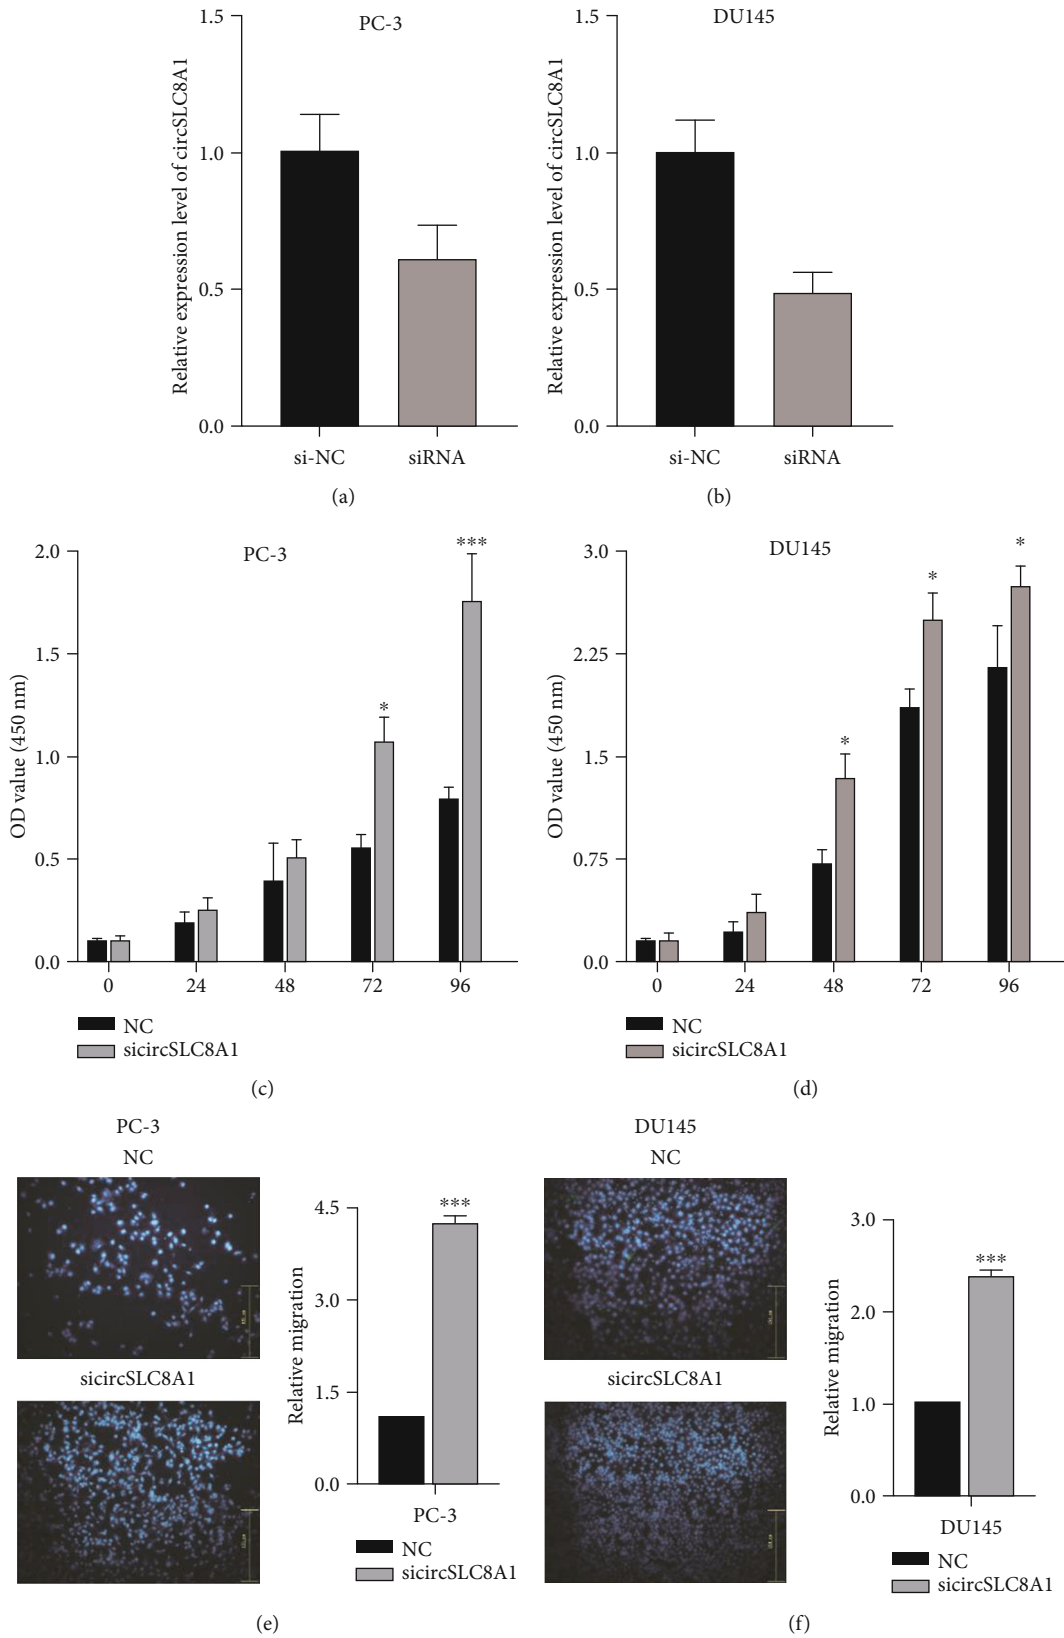 PC-3
Relative expression level of circSLC8A1
1.5
1.0
0.5
0.0
si-NC
siRNA
(a)
DU145
Relative expression level of circSLC8A1
1.5
1.0
0.5
0.0
si-NC
siRNA
(b)
PC-3
OD value (450 nm)
2.0
1.5
1.0
0.5
0.0
*
***
0 24 48 72 96
NC
sicircSLC8A1
(c)
DU145
OD value (450 nm)
3.0
2.25
1.5
0.75
0.0
*
*
*
0 24 48 72 96
NC
sicircSLC8A1
(d)
PC-3
NC
sicircSLC8A1
Relative migration
4.5
3.0
1.5
0.0
***
PC-3
NC
sicircSLC8A1
(e)
DU145
NC
sicircSLC8A1
Relative migration
3.0
2.0
1.0
0.0
***
DU145
NC
sicircSLC8A1
(f)